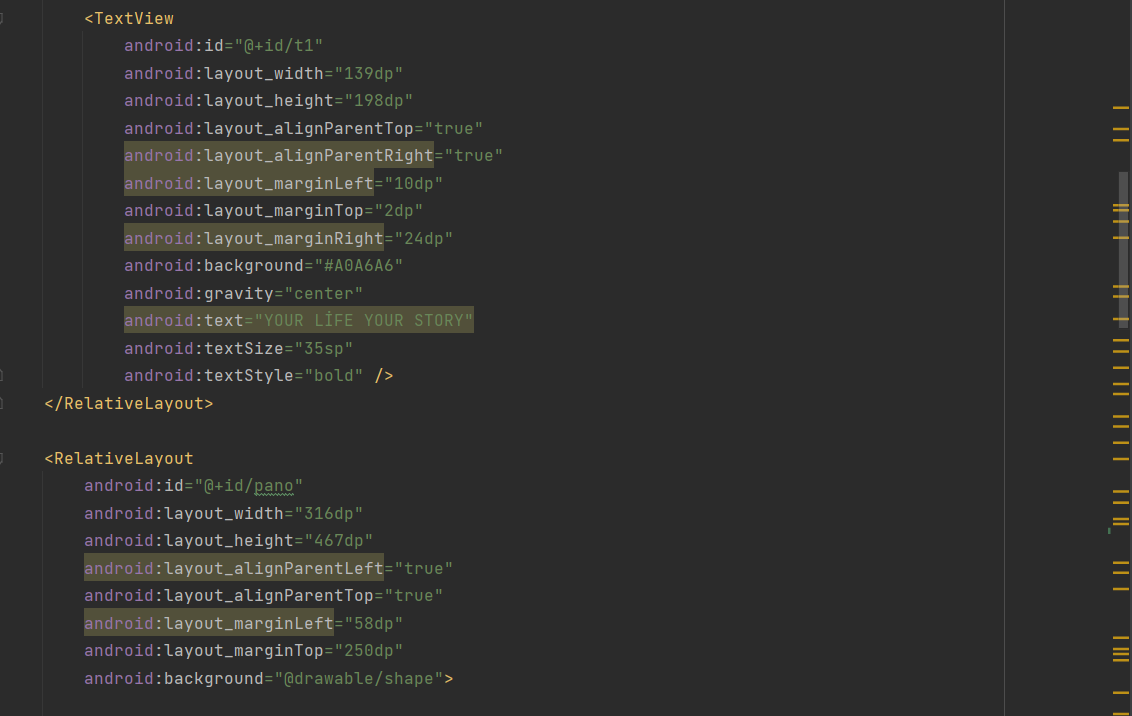 <TextView
android:id="@+id/t1"
android:layout_width="139dp"
android:layout_height="198dp"
android:layout_alignParentTop="true"
android:layout_alignParentRight="true"
android:layout_marginLeft="10dp"
android:layout_marginTop="2dp"
android:layout_marginRight="24dp"
android:background="#A0A6A6"
android:gravity="center"
android:text="YOUR LİFE YOUR STORY"
android:textSize="35sp"
android:textStyle="bold" />
</RelativeLayout>
<RelativeLayout
android:id="@+id/pano"
android:layout_width="316dp"
android:layout_height="467dp"
android:layout_alignParentLeft="true"
android:layout_alignParentTop="true"
android:layout_marginLeft="58dp"
android:layout_marginTop="250dp"
android:background="@drawable/shape">